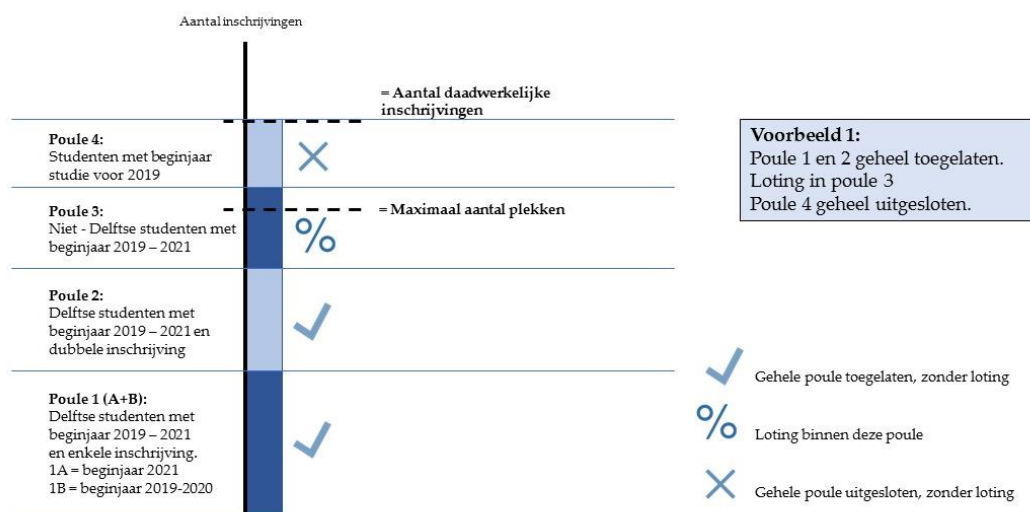 Aantal inschrijvingen
= Aantal daadwerkelijke
inschrijvingen
Poule 4:
Studenten met beginjaar
studie voor 2019
Poule 3:
Niet - Delftse studenten met
beginjaar 2019 – 2021
%
= Maximaal aantal plekken
Poule 2:
Delftse studenten met
beginjaar 2019 – 2021 en
dubbele inschrijving
Poule 1 (A+B):
Delftse studenten met
beginjaar 2019 – 2021
en enkele inschrijving.
1A = beginjaar 2021
1B = beginjaar 2019-2020
Voorbeeld 1:
Poule 1 en 2 geheel toegelaten.
Loting in poule 3
Poule 4 geheel uitgesloten.
Gehele poule toegelaten, zonder loting
% Loting binnen deze poule
Gehele poule uitgesloten, zonder loting